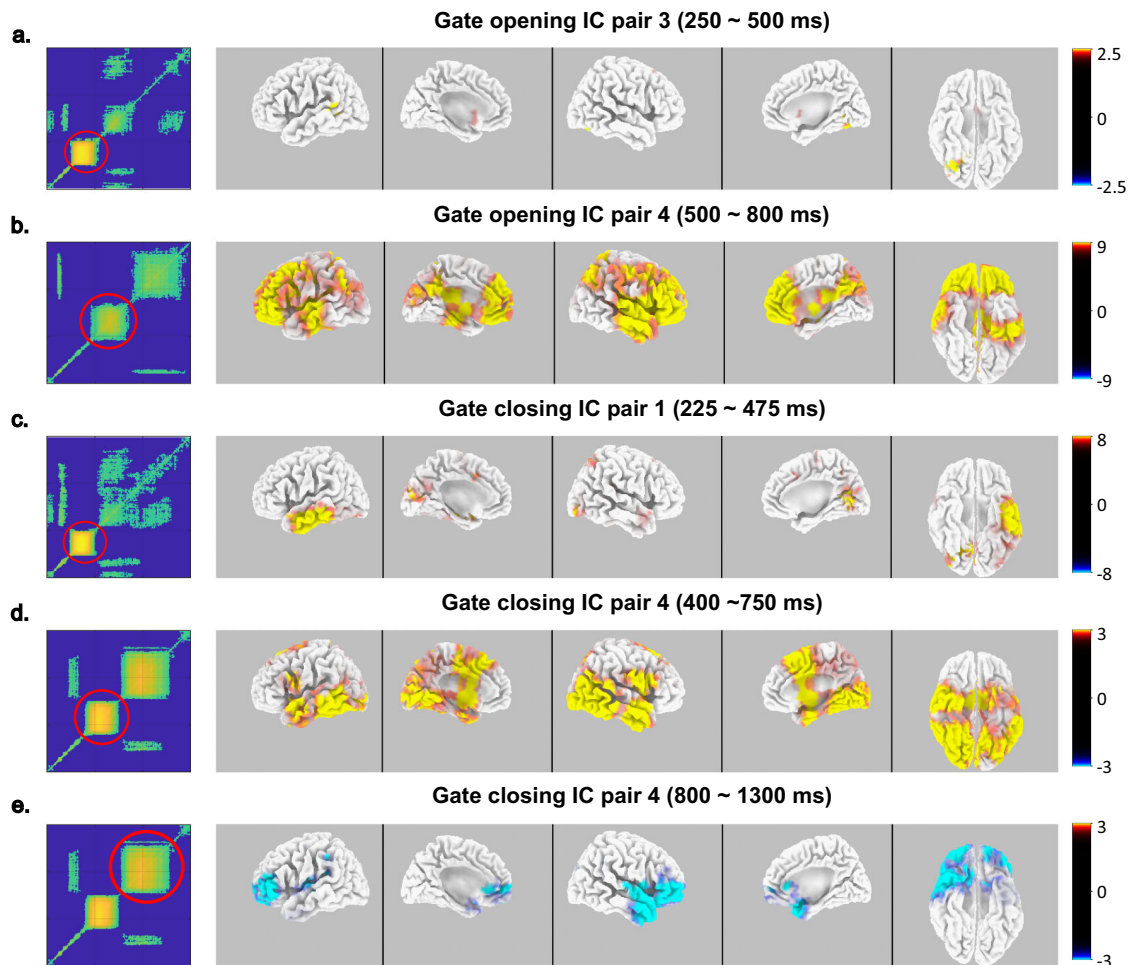 Gate opening IC pair 3 (250 ~ 500 ms)
a.
2.5
0
-2.5
Gate opening IC pair 4 (500 ~ 800 ms)
b.
9
0
-9
Gate closing IC pair 1 (225 ~ 475 ms)
c.
8
0
-8
Gate closing IC pair 4 (400 ~750 ms)
d.
3
0
-3
Gate closing IC pair 4 (800 ~ 1300 ms)
e.
3
0
-3